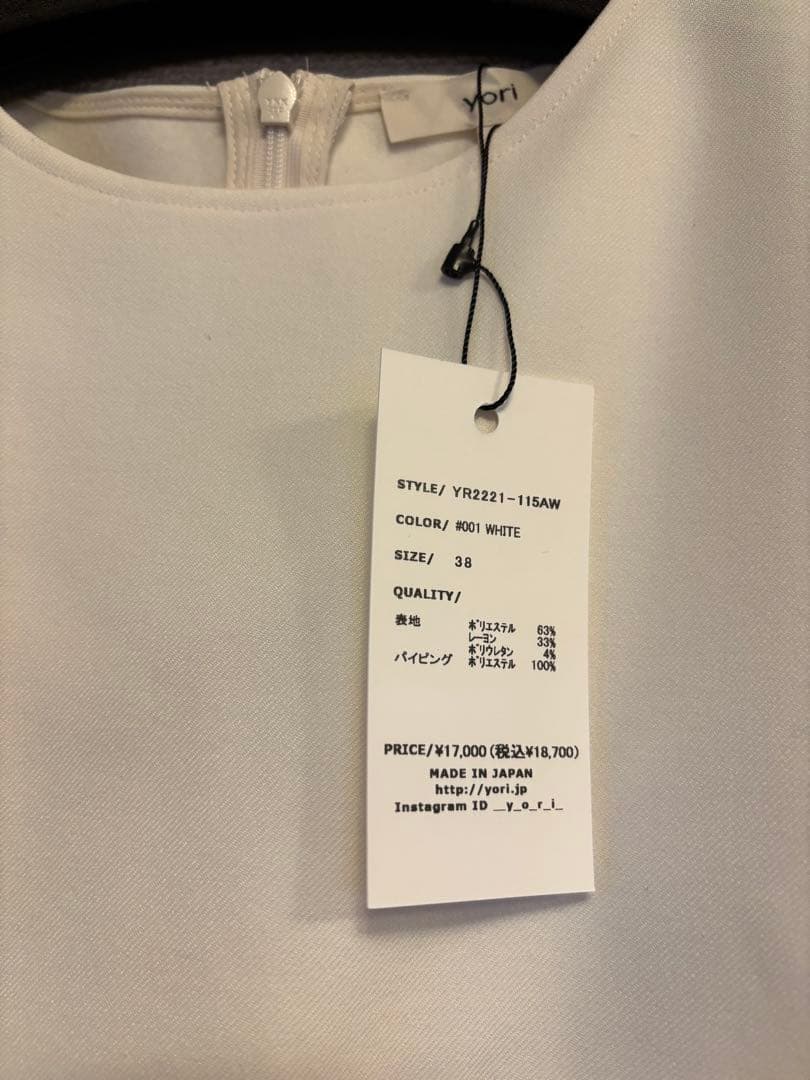 yori
STYLE/ YR2221-115AW
COLOR/ #001 WHITE
SIZE/ 38
QUALITY/
表地 ポリエステル 63%
レーヨン 33%
ポリウレタン 4%
パイピング ポリエステル 100%
PRICE/¥17,000(税込¥18,700)
MADE IN JAPAN
http://yori.jp
Instagram ID __y_o_r_i_